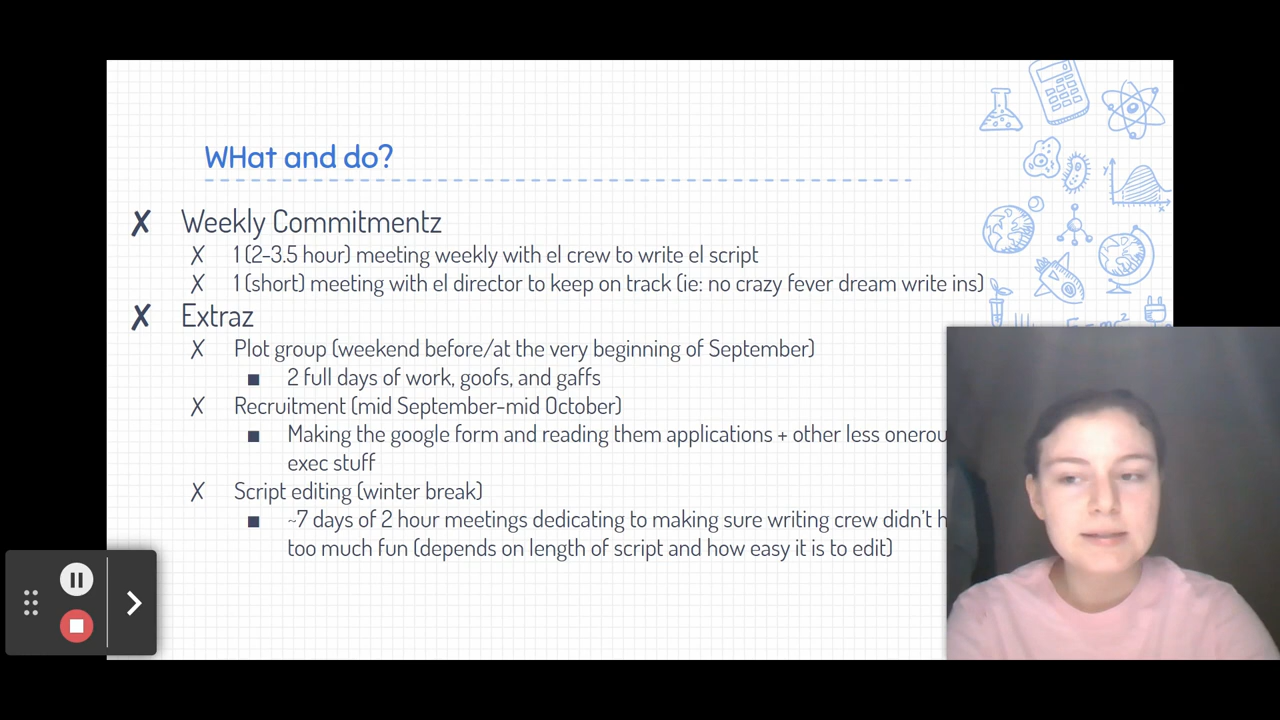 WHat and do?
✗ Weekly Commitmentz
✗ 1 (2-3.5 hour) meeting weekly with el crew to write el script
✗ 1 (short) meeting with el director to keep on track (ie: no crazy fever dream write ins)
✗ Extraz
✗ Plot group (weekend before/at the very beginning of September)
■ 2 full days of work, goofs, and gaffs
✗ Recruitment (mid September-mid October)
■ Making the google form and reading them applications + other less
exec stuff
✗ Script editing (winter break)
■ ~7 days of 2 hour meetings dedicating to making sure writing crew didn't
too much fun (depends on length of script and how easy it is to edit)